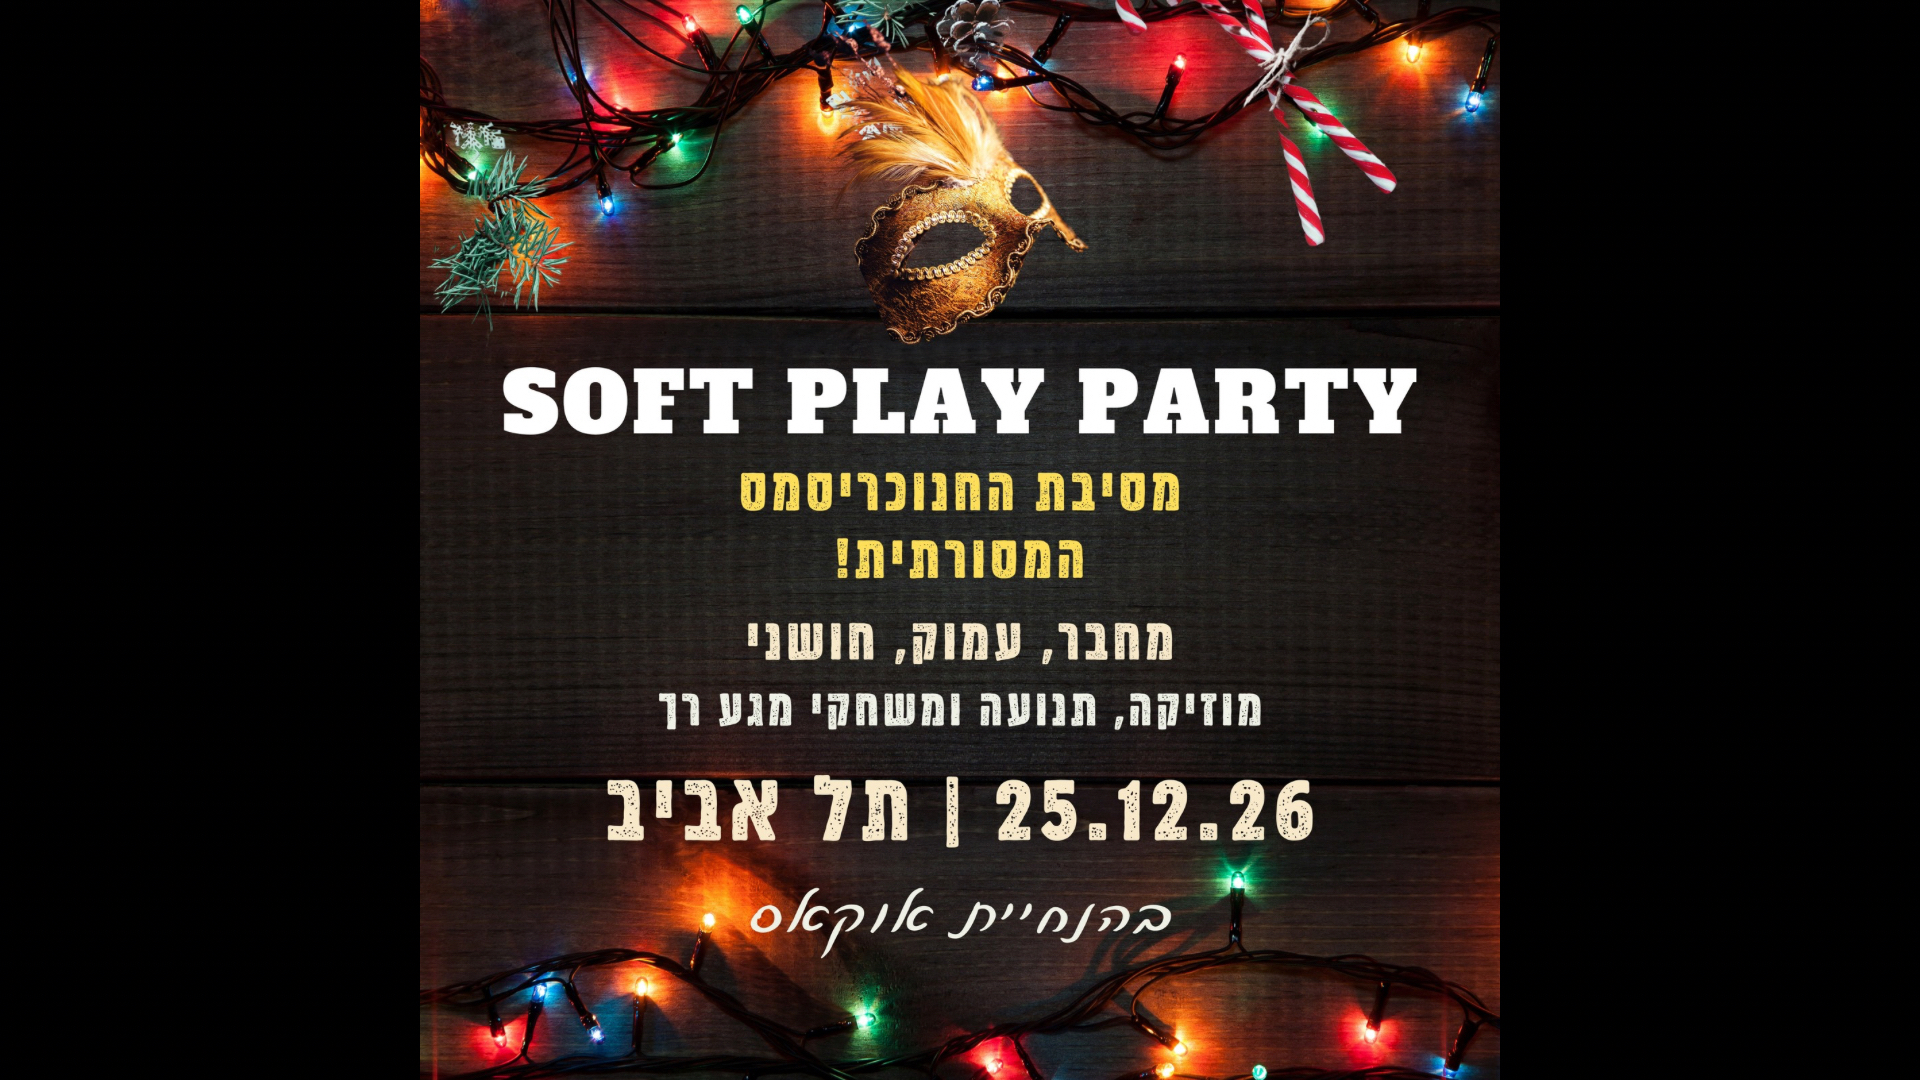 SOFT PLAY PARTY
מסיבת החנוכריסמס
המסורתית!
מחבר, עמוק, חושני
מוזיקה, תנועה ומשחקי מגע רך
25.12.26 | תל אביב
בהנחיית אוקאס